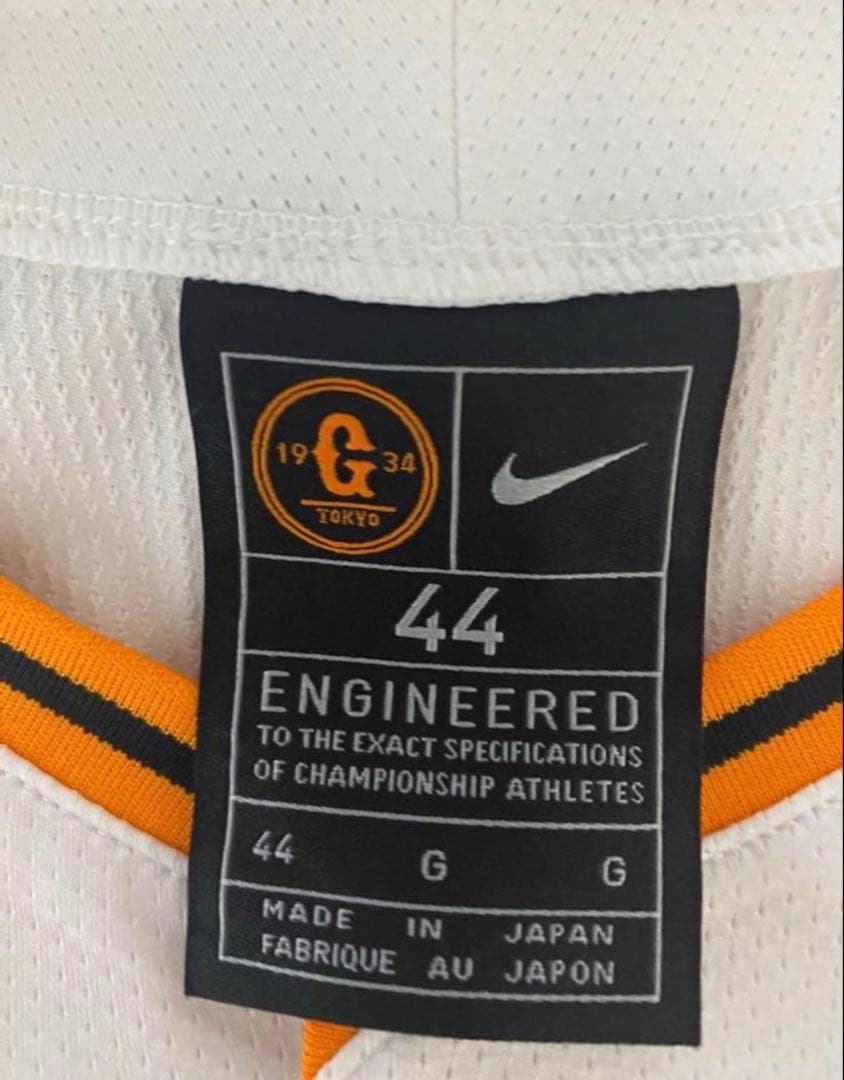 19 G 34
TOKYO
44
ENGINEERED
TO THE EXACT SPECIFICATIONS
OF CHAMPIONSHIP ATHLETES
44 G G
MADE IN JAPAN
FABRIQUE AU JAPON